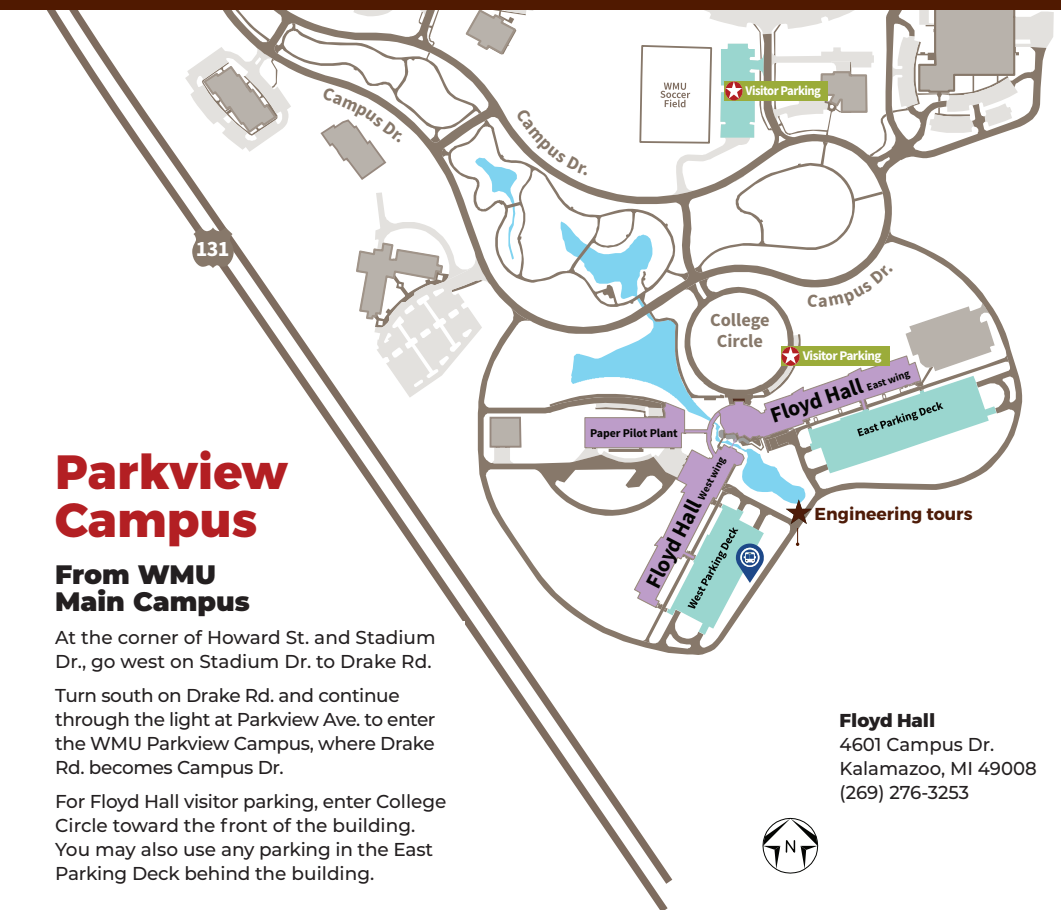 Campus Dr.
Campus Dr.
WMU
Soccer
Field
Visitor Parking
131
Campus Dr.
College
Circle
Visitor Parking
Floyd Hall East wing
East Parking Deck
Paper Pilot Plant
Floyd Hall West wing
West Parking Deck
Engineering tours
Parkview
Campus
From WMU
Main Campus
At the corner of Howard St. and Stadium
Dr., go west on Stadium Dr. to Drake Rd.
Turn south on Drake Rd. and continue
through the light at Parkview Ave. to enter
the WMU Parkview Campus, where Drake
Rd. becomes Campus Dr.
For Floyd Hall visitor parking, enter College
Circle toward the front of the building.
You may also use any parking in the East
Parking Deck behind the building.
Floyd Hall
4601 Campus Dr.
Kalamazoo, MI 49008
(269) 276-3253
N